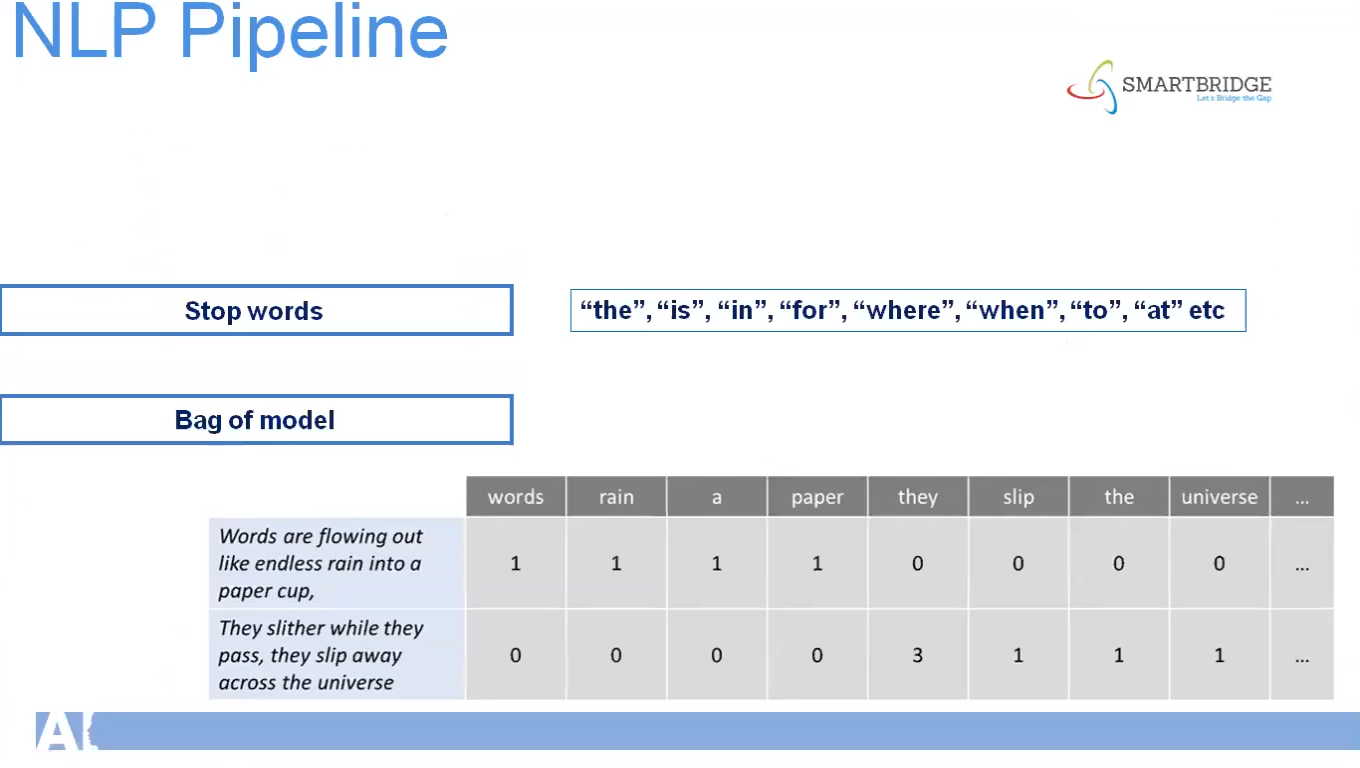 NLP Pipeline
SMARTBRIDGE
Let's Bridge the Gap
Stop words
“the”, “is”, “in”, “for”, “where”, “when”, “to”, “at” etc
Bag of model
words rain a paper they slip the universe ...
Words are flowing out
like endless rain into a
paper cup,
1 1 1 1 0 0 0 0 ...
They slither while they
pass, they slip away
across the universe
0 0 0 0 3 1 1 1 ...
AI